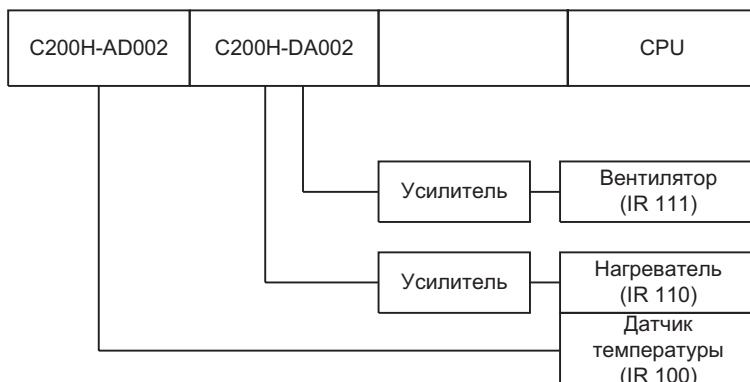 C200H-AD002
C200H-DA002
CPU
Усилитель
Вентилятор
(IR 111)
Усилитель
Нагреватель
(IR 110)
Датчик
температуры
(IR 100)